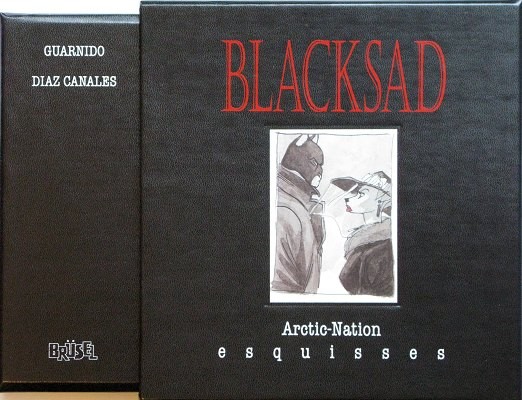 GUARNIDO
DIAZ CANALES
BRÜSEL
BLACKSAD
Arctic-Nation
esquisses